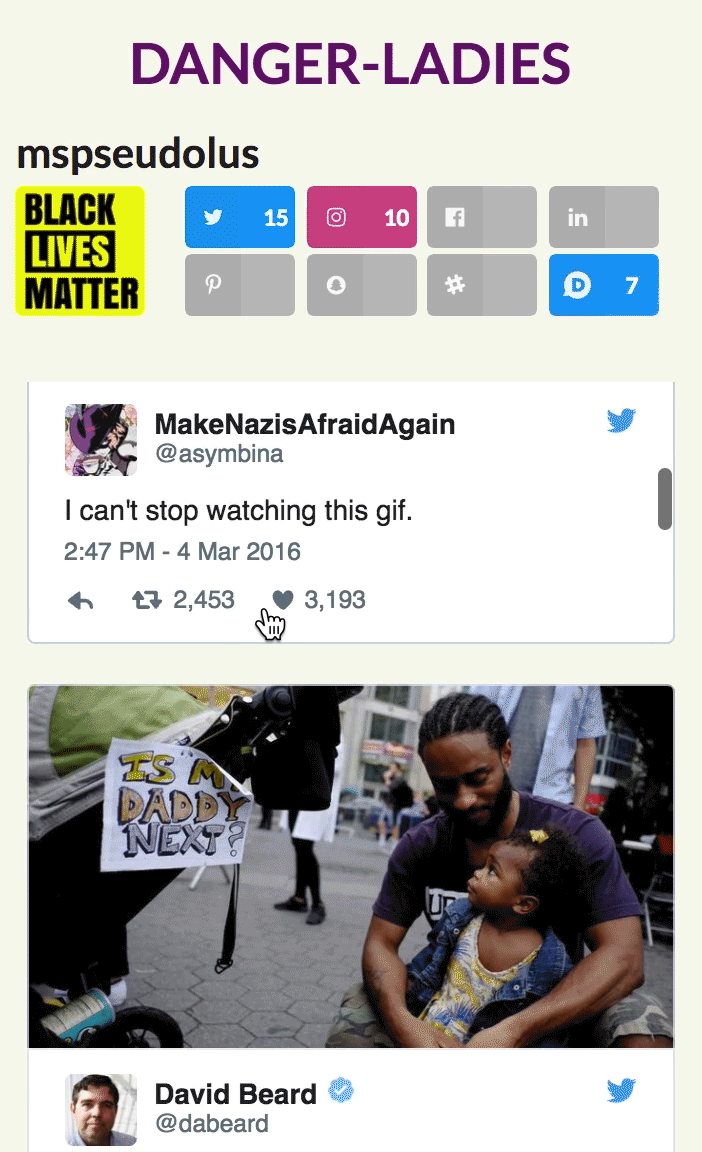 DANGER-LADIES
mspseudolus
BLACK
LIVES
MATTER
15
10
in
7
MakeNazisAfraidAgain
@asymbina
I can't stop watching this gif.
2:47 PM - 4 Mar 2016
2,453
3,193
IS M
DADDY
NEXT?
David Beard
@dabeard